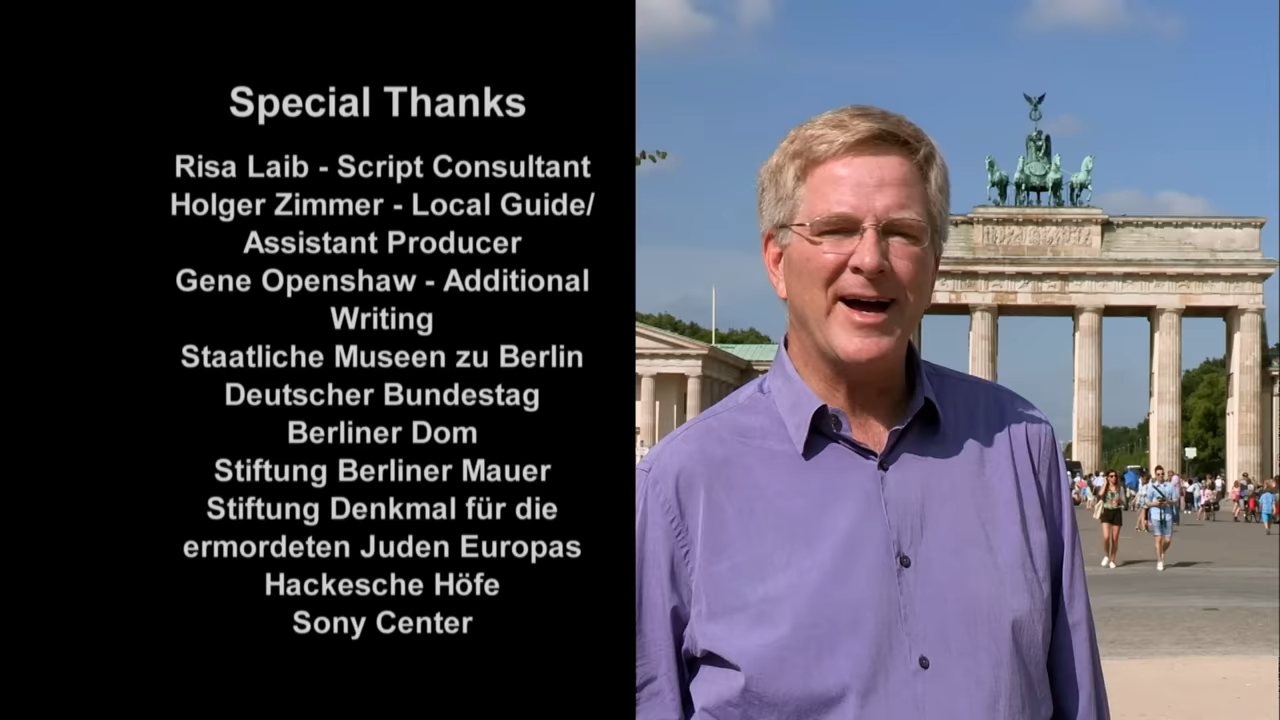 Special Thanks
Risa Laib - Script Consultant
Holger Zimmer - Local Guide/
Assistant Producer
Gene Openshaw - Additional
Writing
Staatliche Museen zu Berlin
Deutscher Bundestag
Berliner Dom
Stiftung Berliner Mauer
Stiftung Denkmal für die
ermordeten Juden Europas
Hackesche Höfe
Sony Center